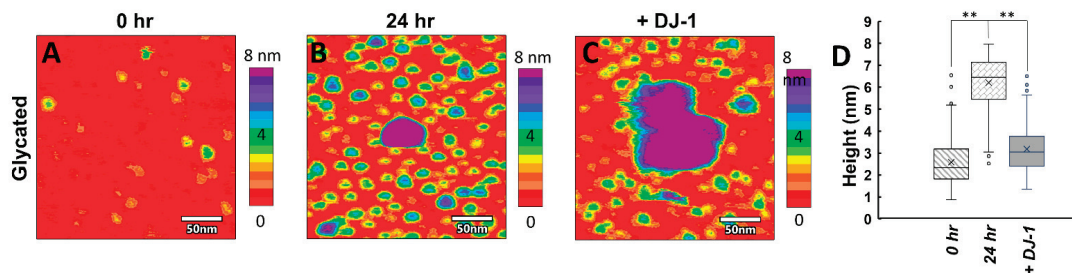 0 hr
24 hr
+ DJ-1
Glycated
A
8 nm
4
0
50nm
B
8 nm
4
0
50nm
C
8
nm
4
0
50nm
D
** **
Height (nm)
9
8
7
6
5
4
3
2
1
0
0 hr
24 hr
+ DJ-1